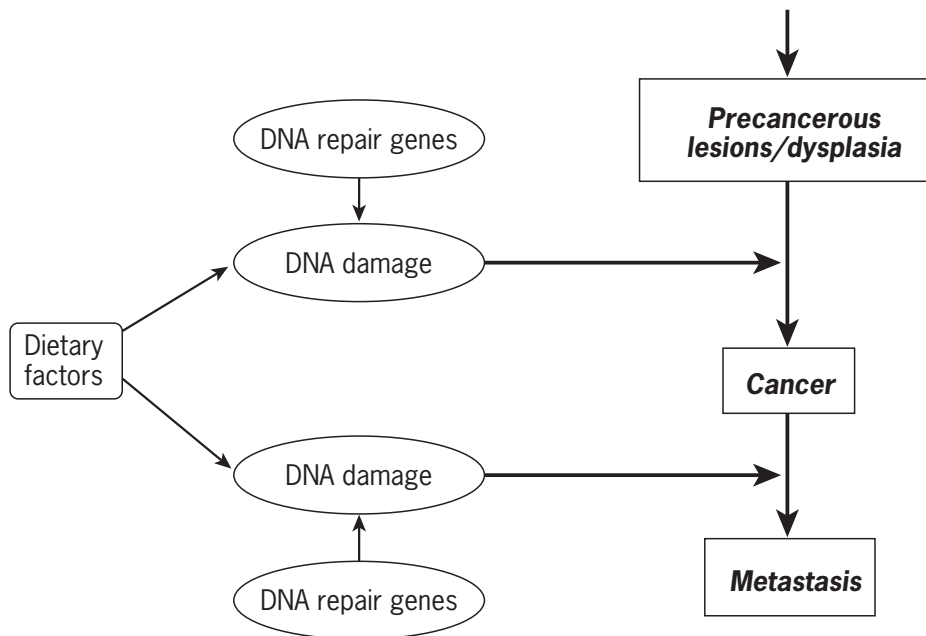 Precancerous
lesions/dysplasia
DNA repair genes
DNA damage
Dietary
factors
Cancer
DNA damage
Metastasis
DNA repair genes